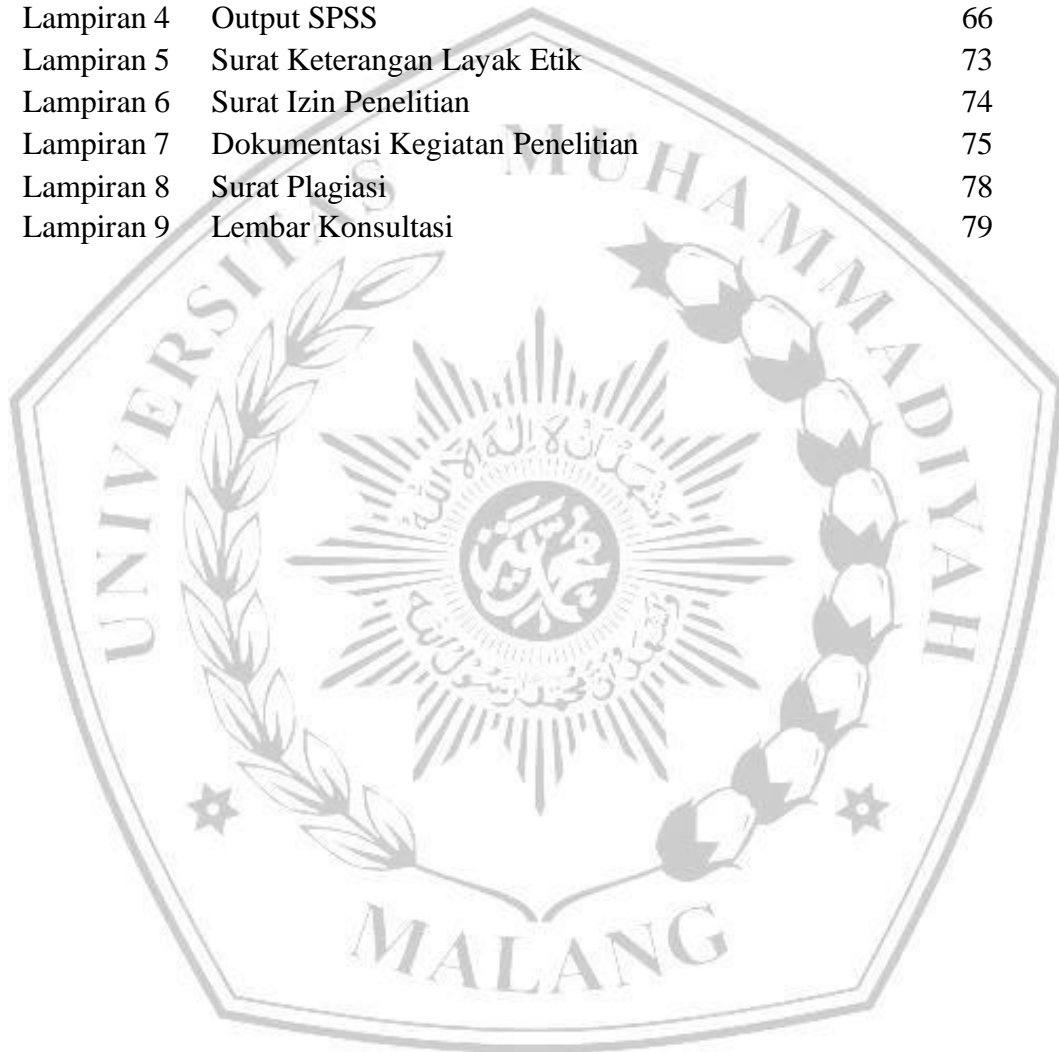 Lampiran 4 Output SPSS 66
Lampiran 5 Surat Keterangan Layak Etik 73
Lampiran 6 Surat Izin Penelitian 74
Lampiran 7 Dokumentasi Kegiatan Penelitian 75
Lampiran 8 Surat Plagiasi 78
Lampiran 9 Lembar Konsultasi 79
UNIVERSITAS MUHAMMADIYAH
MALANG